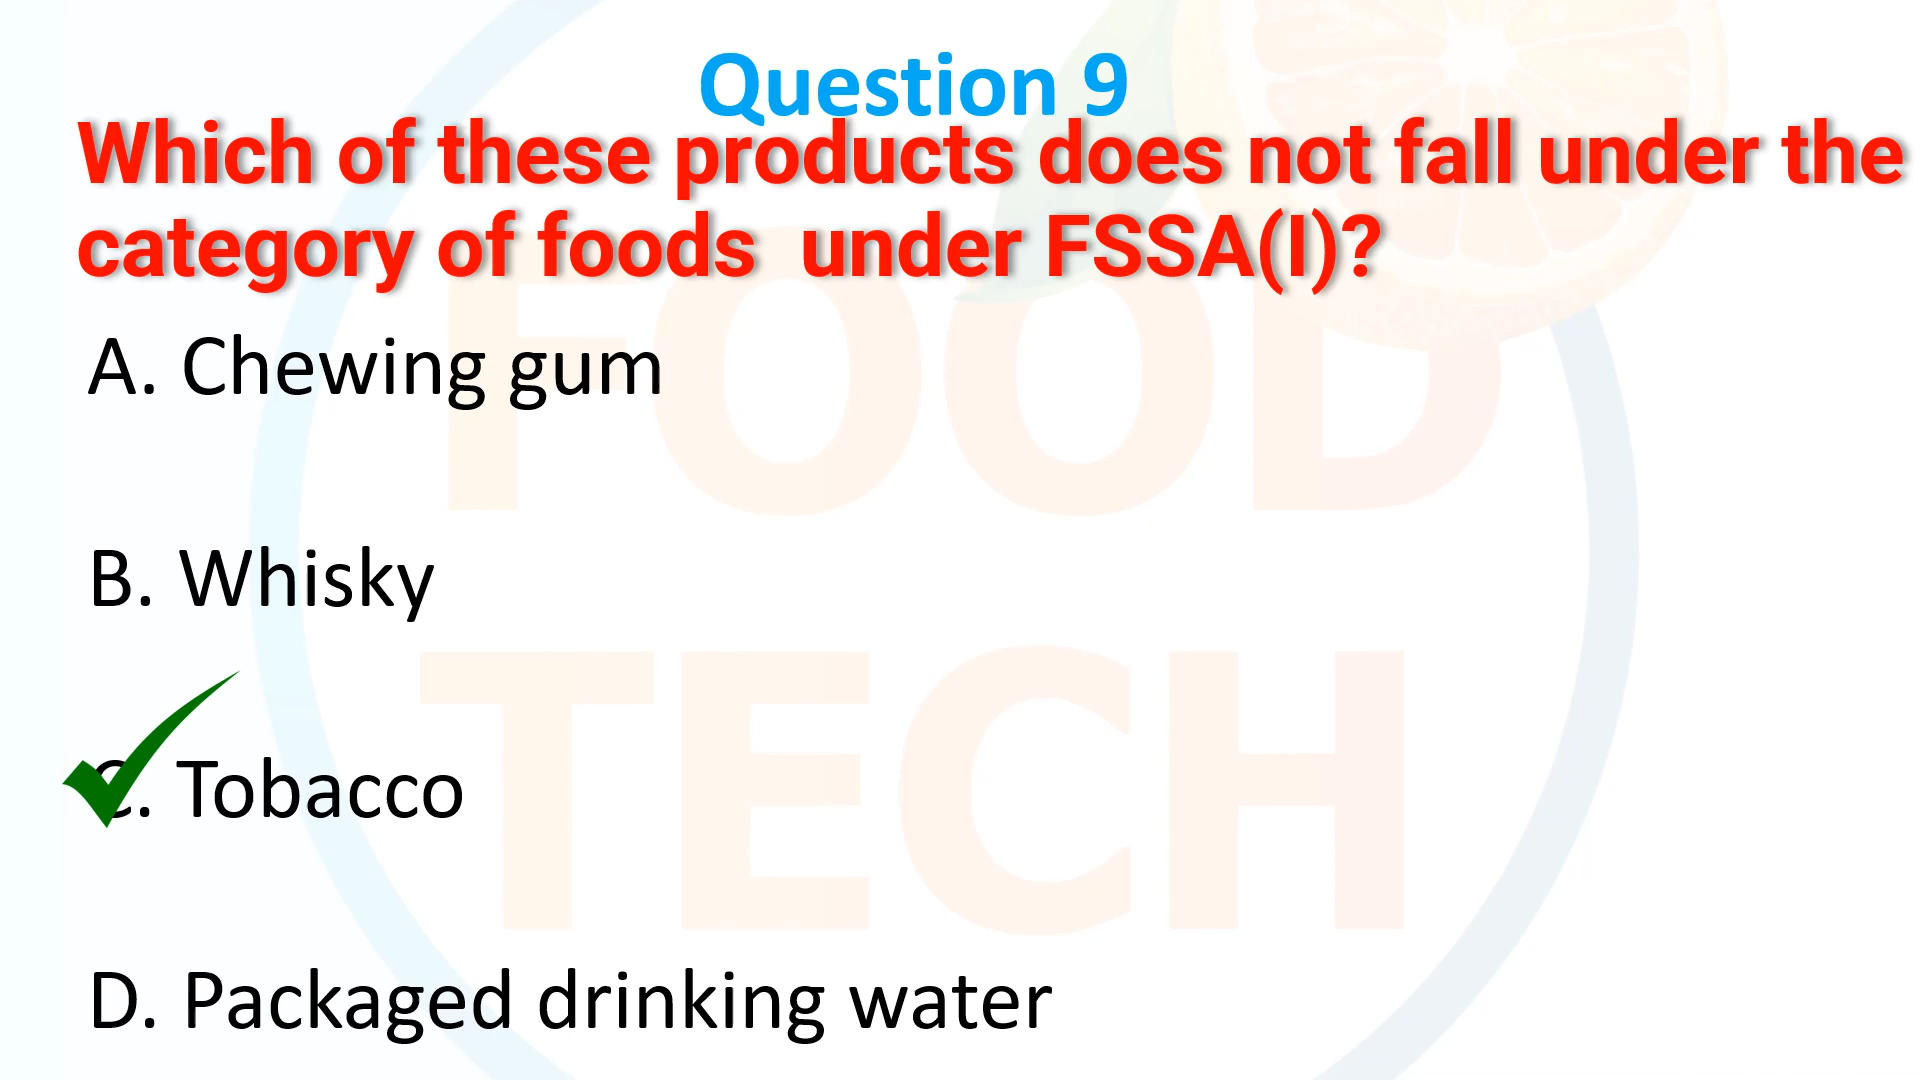 Question 9
Which of these products does not fall under the
category of foods under FSSA(I)?
A. Chewing gum
B. Whisky
C. Tobacco
D. Packaged drinking water
FOOD
TECH